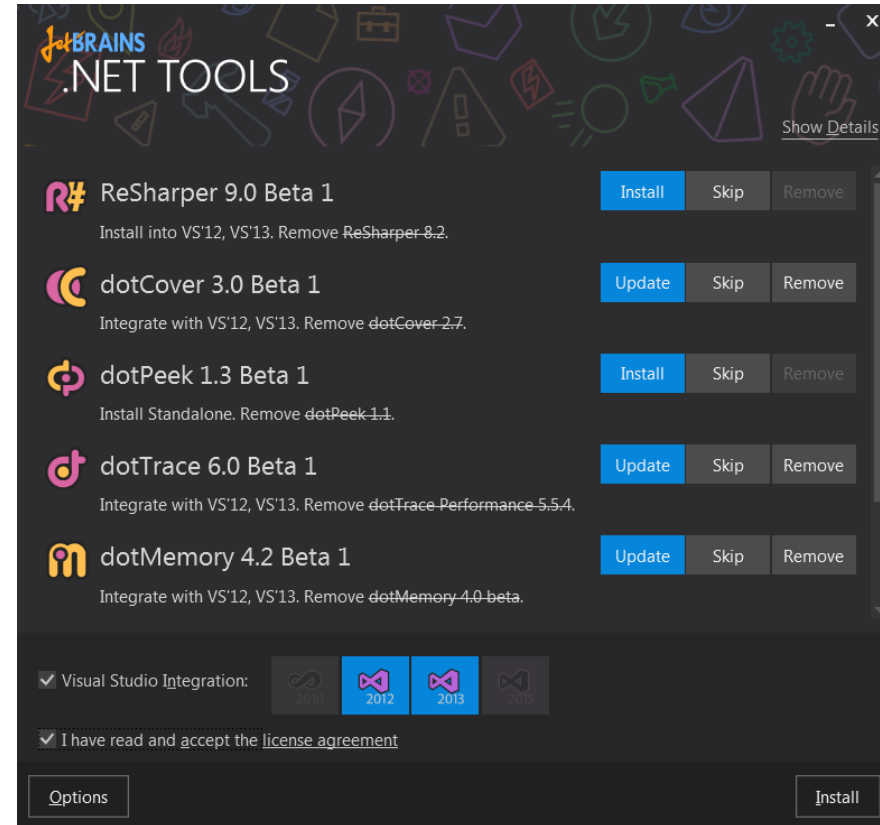 JetBRAINS
.NET TOOLS
Show Details
ReSharper 9.0 Beta 1
Install Skip Remove
Install into VS'12, VS'13. Remove ReSharper 8.2.
dotCover 3.0 Beta 1
Update Skip Remove
Integrate with VS'12, VS'13. Remove dotCover 2.7.
dotPeek 1.3 Beta 1
Install Skip Remove
Install Standalone. Remove dotPeek 1.1.
dotTrace 6.0 Beta 1
Update Skip Remove
Integrate with VS'12, VS'13. Remove dotTrace Performance 5.5.4.
dotMemory 4.2 Beta 1
Update Skip Remove
Integrate with VS'12, VS'13. Remove dotMemory 4.0 beta.
Visual Studio Integration:
2010 2012 2013 2015
I have read and accept the license agreement
Options Install